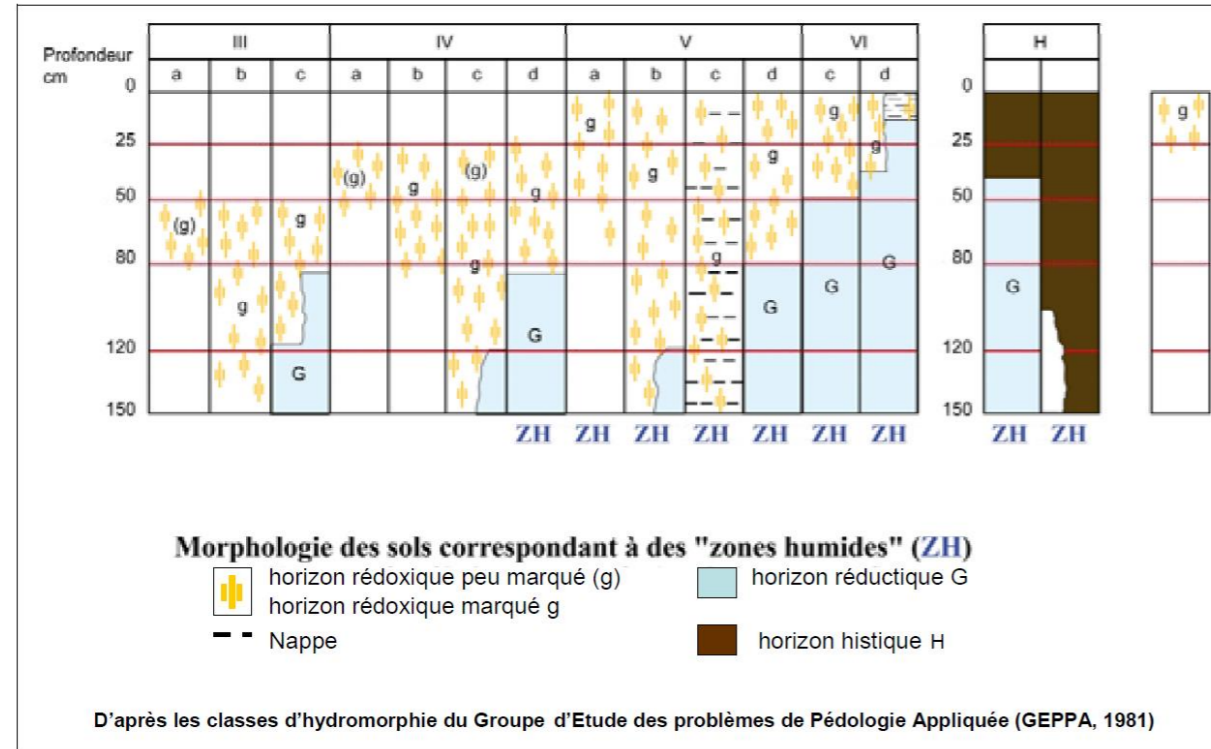 III IV V VI H
Profondeur
cm
a b c a b c d a b c d c d
0 0
g g g
g
25 25
(g) g (g) g g b g
50 50
(g) g g
g
80 g 80
G
g G G G G
120 120
G
150 150
ZH ZH ZH ZH ZH ZH ZH ZH ZH
Morphologie des sols correspondant à des "zones humides" (ZH)
horizon rédoxique peu marqué (g)
horizon réductique G
horizon rédoxique marqué g
Nappe
horizon histique H
D'après les classes d'hydromorphie du Groupe d'Etude des problèmes de Pédologie Appliquée (GEPPA, 1981)